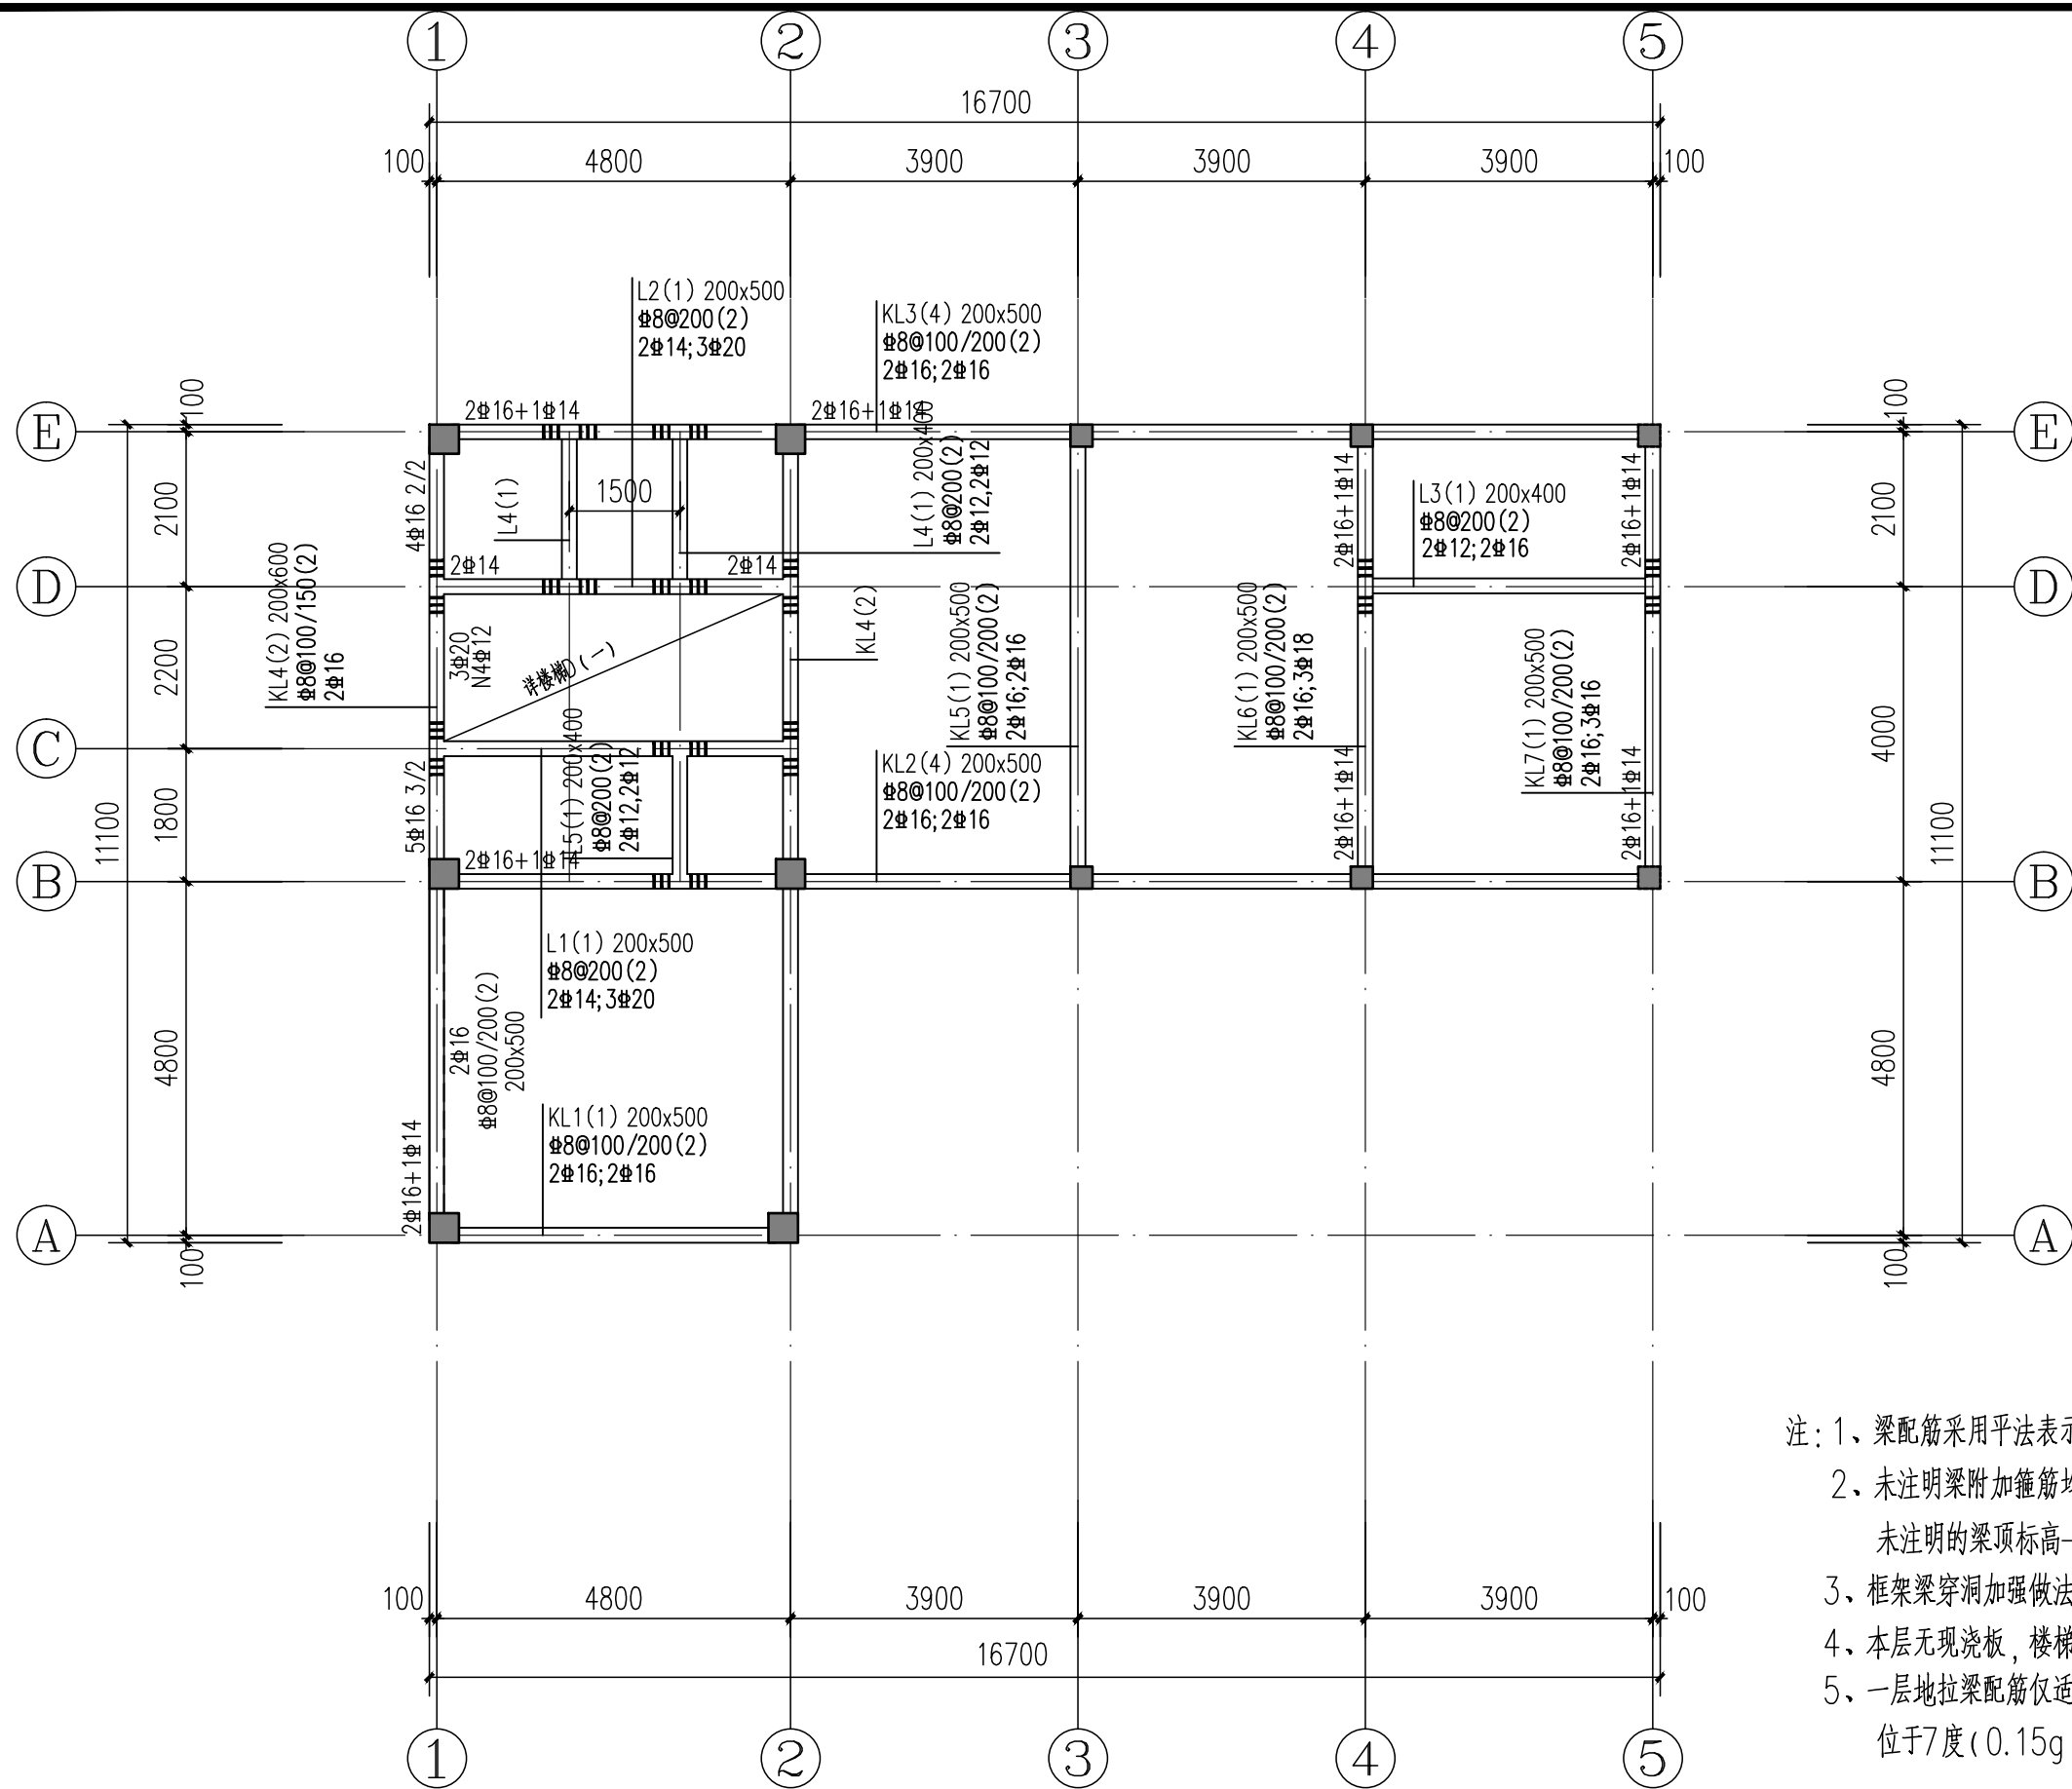 1 2 3 4 5
16700
100 4800 3900 3900 3900 100
L2(1) 200x500
⌀8@200(2)
2⌀14;3⌀20
KL3(4) 200x500
⌀8@100/200(2)
2⌀16;2⌀16
100
100
E
2⌀16+1⌀14
2⌀16+1⌀14
E
2100
4⌀16 2/2
L4(1)
1500
L4(1) 200x400
⌀8@200(2)
2⌀12,2⌀12
2⌀16+1⌀14
L3(1) 200x400
⌀8@200(2)
2⌀12;2⌀16
2⌀16+1⌀14
2100
D
2⌀14
2⌀14
D
KL4(2) 200x600
⌀8@100/150(2)
2⌀16
2200
3⌀20
N4⌀12
KL4(2)
KL5(1) 200x500
⌀8@100/200(2)
2⌀16;2⌀16
KL6(1) 200x500
⌀8@100/200(2)
2⌀16;3⌀18
KL7(1) 200x500
⌀8@100/200(2)
2⌀16;3⌀16
4000
C
11100
1800
5⌀16 3/2
L5(1) 200x400
⌀8@200(2)
2⌀12,2⌀12
KL2(4) 200x500
⌀8@100/200(2)
2⌀16;2⌀16
2⌀16+1⌀14
2⌀16+1⌀14
11100
B
2⌀16+1⌀14
B
L1(1) 200x500
⌀8@200(2)
2⌀14;3⌀20
4800
2⌀16
⌀8@100/200(2)
200x500
4800
2⌀16+1⌀14
KL1(1) 200x500
⌀8@100/200(2)
2⌀16;2⌀16
A
A
100
100
注:1、梁配筋采用平法表示
2、未注明梁附加箍筋均
未注明的梁顶标高-
3、框架梁穿洞加强做法
4、本层无现浇板,楼梯
5、一层地拉梁配筋仅适
位于7度(0.15g
100 4800 3900 3900 3900 100
16700
1 2 3 4 5